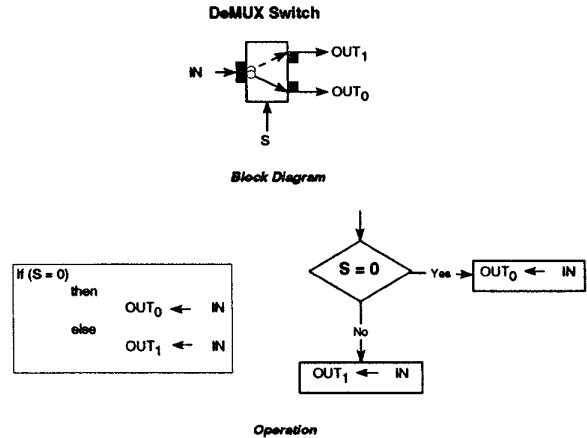 DeMUX Switch
IN
OUT1
OUT0
S
Block Diagram
If (S = 0)
then
OUT0 ← IN
else
OUT1 ← IN
S = 0
Yes
OUT0 ← IN
No
OUT1 ← IN
Operation